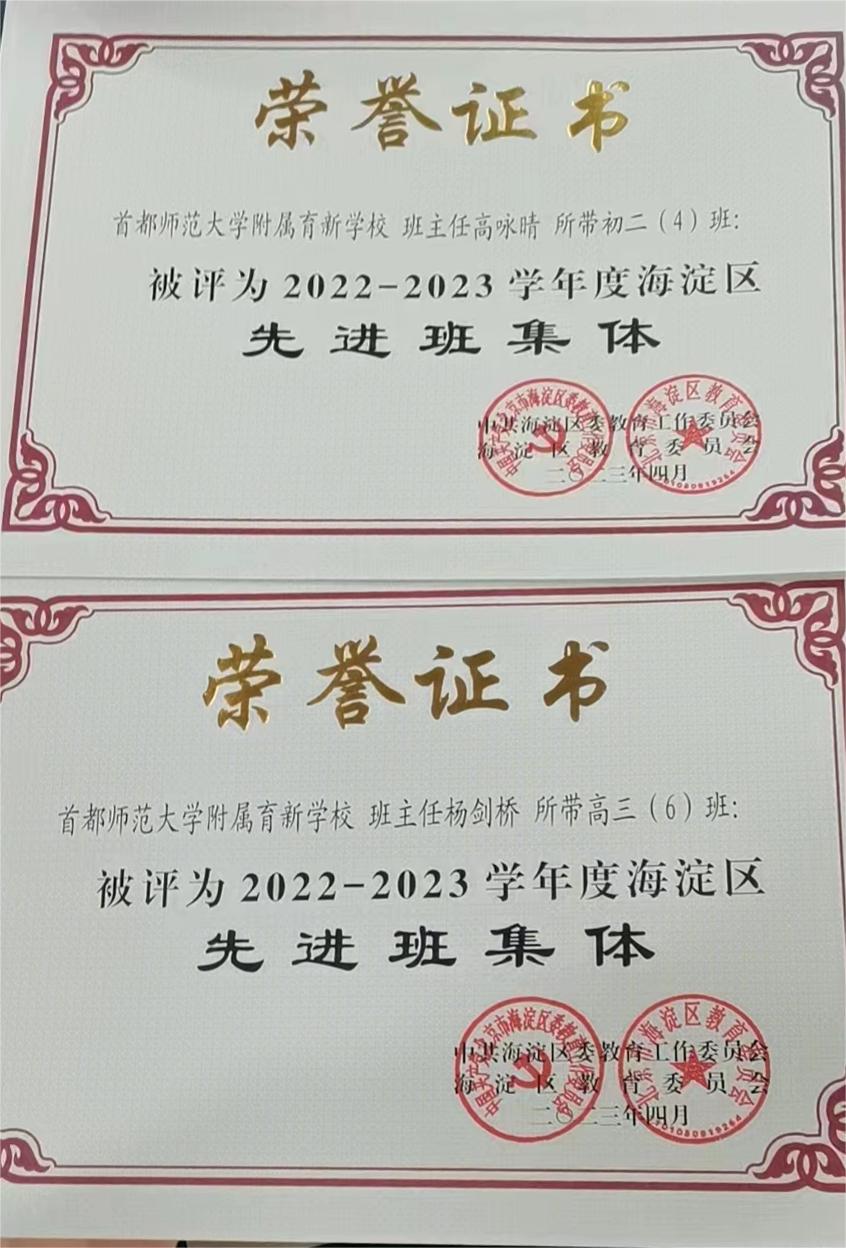 荣誉证书
首都师范大学附属育新学校 班主任高咏晴 所带初二（4）班：
被评为2022-2023学年度海淀区
先进班集体
中共海淀区委教育工作委员会
海淀区教育委员会
二〇二三年四月
荣誉证书
首都师范大学附属育新学校 班主任杨剑桥 所带高三（6）班：
被评为2022-2023学年度海淀区
先进班集体
中共海淀区委教育工作委员会
海淀区教育委员会
二〇二三年四月